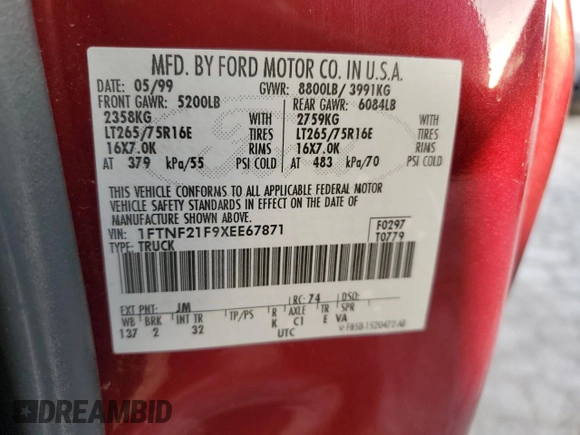 MFD. BY FORD MOTOR CO. IN U.S.A.
DATE: 05/99 GVWR: 8800LB/ 3991KG
FRONT GAWR: 5200LB REAR GAWR: 6084LB
2358KG WITH 2759KG WITH
LT265/75R16E TIRES LT265/75R16E TIRES
16X7.0K RIMS 16X7.0K RIMS
AT 379 kPa/55 PSI COLD AT 483 kPa/70 PSI COLD
THIS VEHICLE CONFORMS TO ALL APPLICABLE FEDERAL MOTOR
VEHICLE SAFETY STANDARDS IN EFFECT ON THE DATE OF
MANUFACTURE SHOWN ABOVE.
VIN: 1FTNF21F9XEE67871 F0297
TYPE: TRUCK T0779
EXT PNT: JM RC: 74 DSO:
WB BRK INT TR TP/PS R AXLE TR SPR
137 2 32 K C1 E VA
UTC
DREAMBID